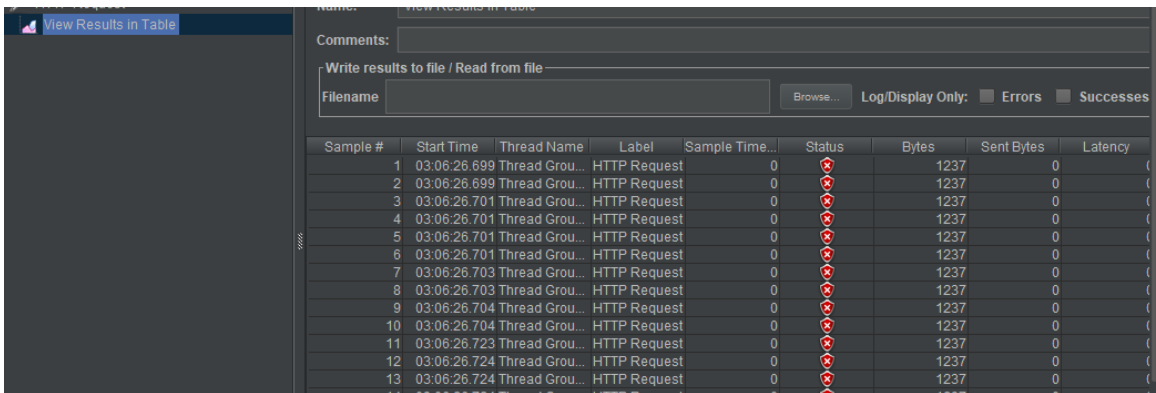 View Results in Table
Name: View Results in Table
Comments:
Write results to file / Read from file
Filename Browse... Log/Display Only: Errors Successes
Sample # Start Time Thread Name Label Sample Time... Status Bytes Sent Bytes Latency
1 03:06:26.699 Thread Grou... HTTP Request 0 1237 0
2 03:06:26.699 Thread Grou... HTTP Request 0 1237 0
3 03:06:26.701 Thread Grou... HTTP Request 0 1237 0
4 03:06:26.701 Thread Grou... HTTP Request 0 1237 0
5 03:06:26.701 Thread Grou... HTTP Request 0 1237 0
6 03:06:26.701 Thread Grou... HTTP Request 0 1237 0
7 03:06:26.703 Thread Grou... HTTP Request 0 1237 0
8 03:06:26.703 Thread Grou... HTTP Request 0 1237 0
9 03:06:26.704 Thread Grou... HTTP Request 0 1237 0
10 03:06:26.704 Thread Grou... HTTP Request 0 1237 0
11 03:06:26.723 Thread Grou... HTTP Request 0 1237 0
12 03:06:26.724 Thread Grou... HTTP Request 0 1237 0
13 03:06:26.724 Thread Grou... HTTP Request 0 1237 0